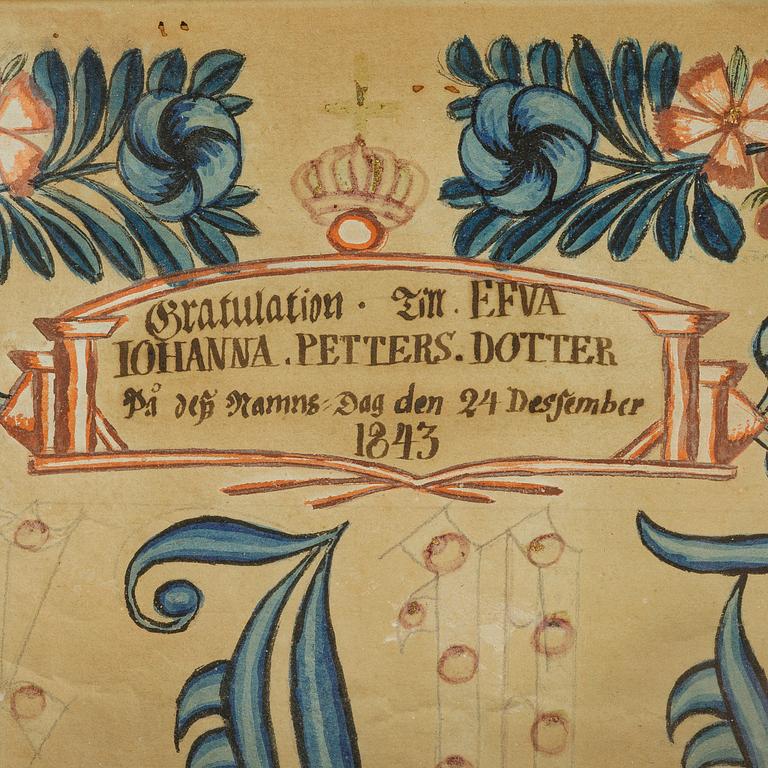 Gratulation · Till · EFVA
IOHANNA . PETTERS . DOTTER
På deß Namns-Dag den 24 Desſember
1843